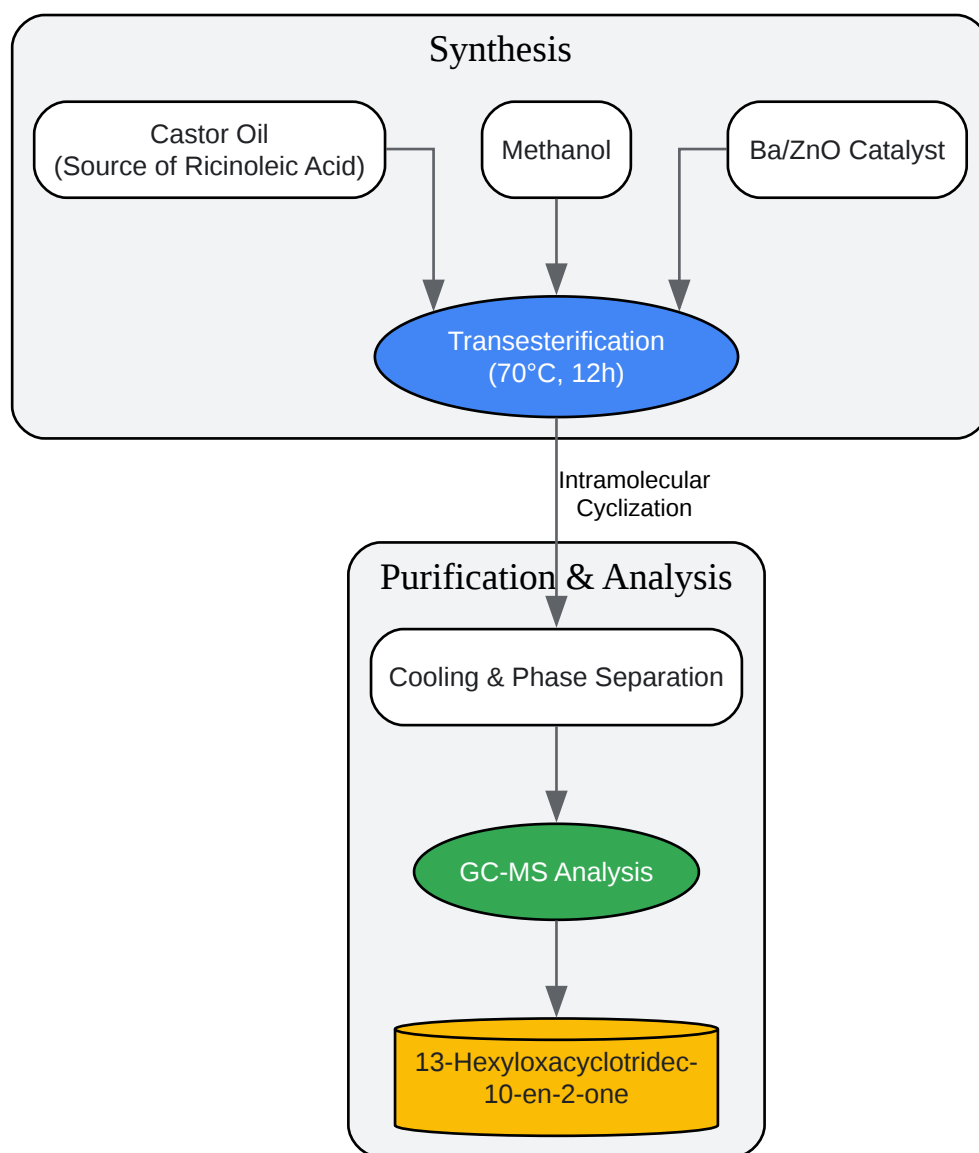 Synthesis
Castor Oil
(Source of Ricinoleic Acid)
Methanol
Ba/ZnO Catalyst
Transesterification
(70°C, 12h)
Intramolecular
Cyclization
Purification & Analysis
Cooling & Phase Separation
GC-MS Analysis
13-Hexyloxacyclotridec-
10-en-2-one